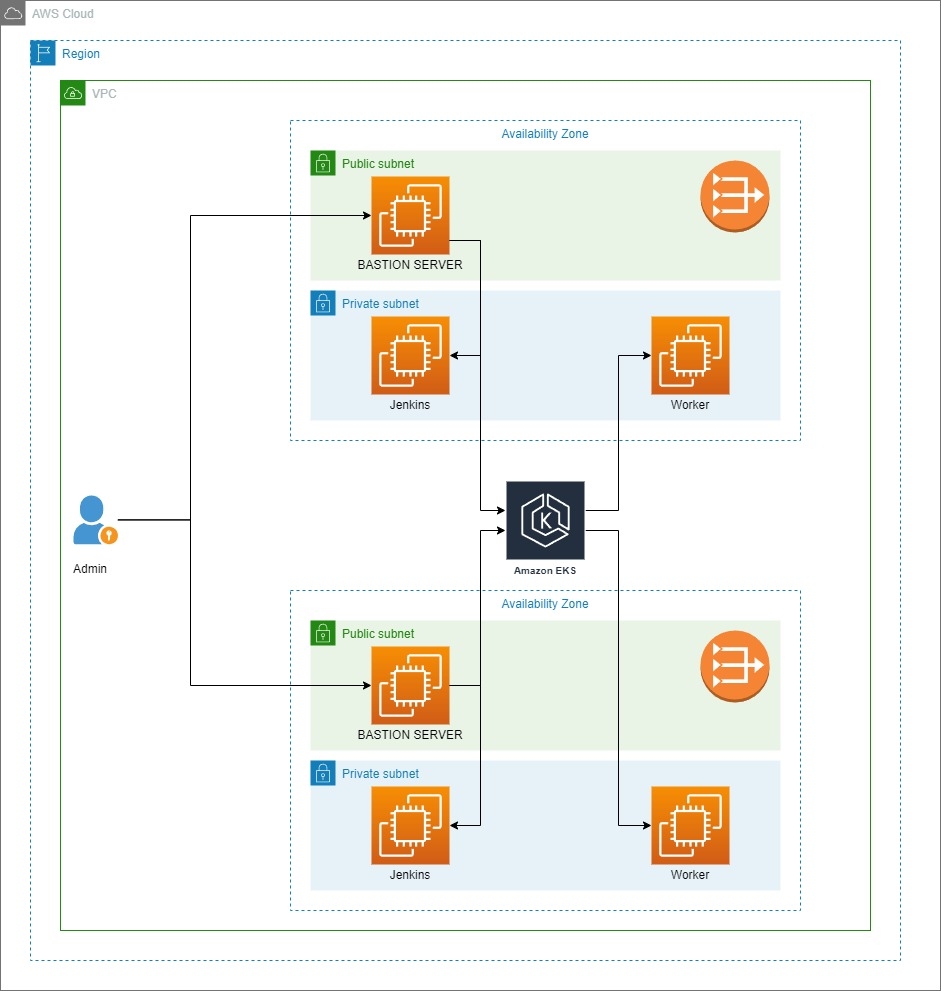 AWS Cloud
Region
VPC
Availability Zone
Public subnet
BASTION SERVER
Private subnet
Jenkins
Worker
K
Amazon EKS
Admin
Availability Zone
Public subnet
BASTION SERVER
Private subnet
Jenkins
Worker